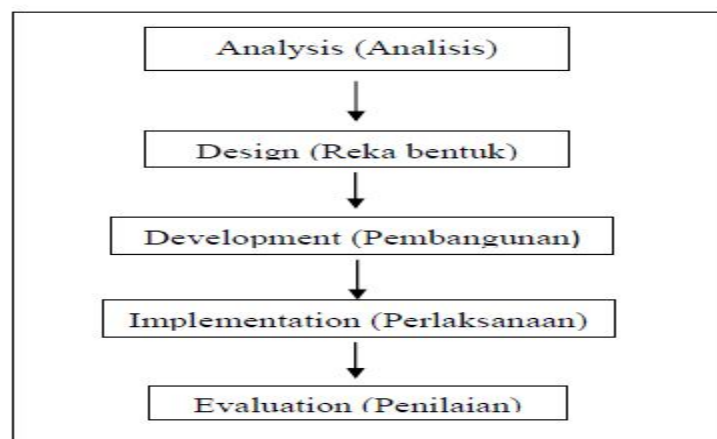 Analysis (Analisis)
Design (Reka bentuk)
Development (Pembangunan)
Implementation (Perlaksanaan)
Evaluation (Penilaian)